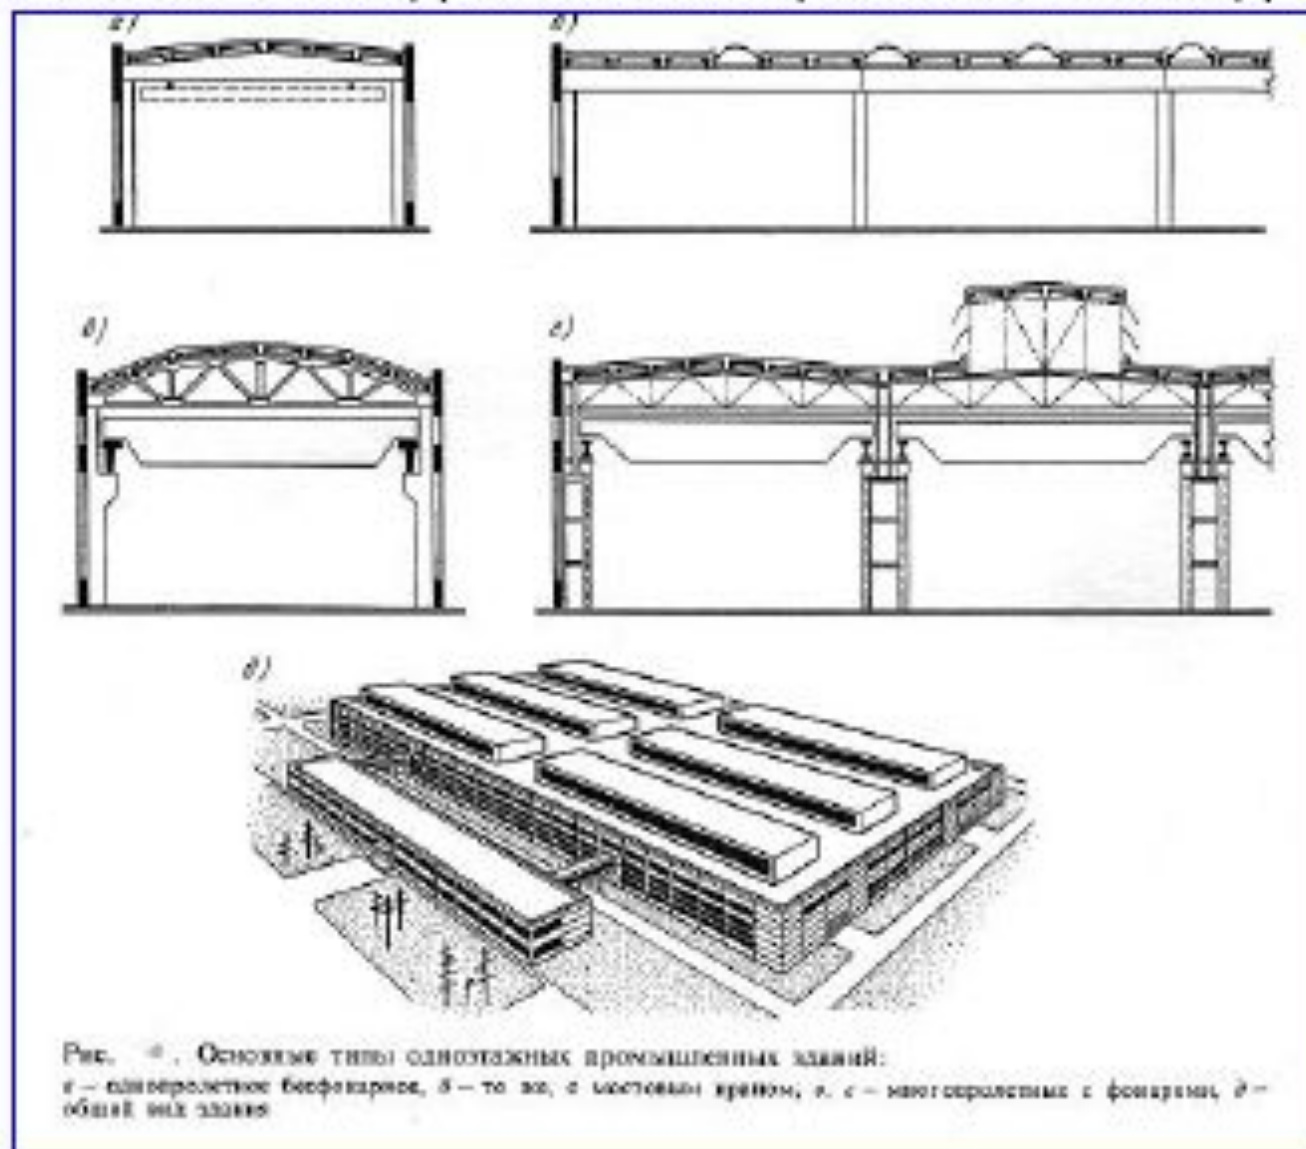 а) б)
в) г)
д)
Рис. . Основные типы одноэтажных промышленных зданий:
а – однопролетное бесфонарное, б – то же, с мостовым краном, в, г – многопролетные с фонарями, д –
общий вид здания